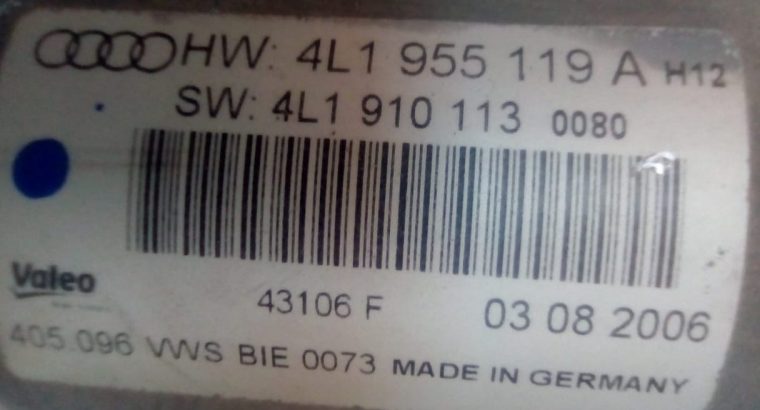 HW: 4L1 955 119 A H12
SW: 4L1 910 113 0080
Valeo
43106 F 03 08 2006
405.096 VWS BIE 0073 MADE IN GERMANY